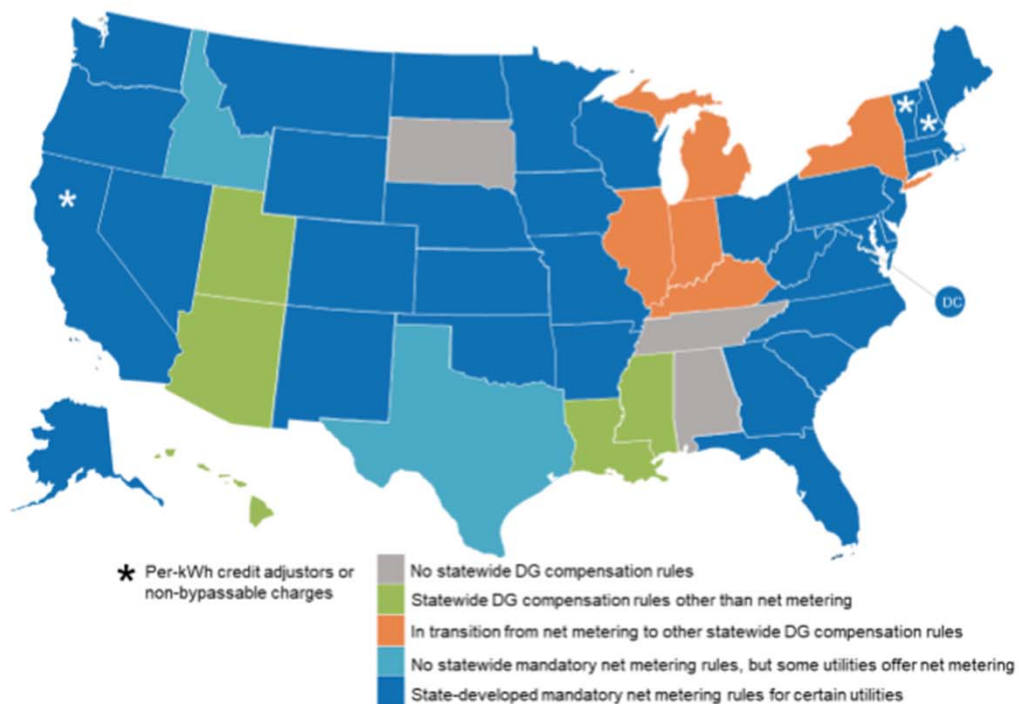 *
*
*
DC
* Per-kWh credit adjustors or
non-bypassable charges
No statewide DG compensation rules
Statewide DG compensation rules other than net metering
In transition from net metering to other statewide DG compensation rules
No statewide mandatory net metering rules, but some utilities offer net metering
State-developed mandatory net metering rules for certain utilities